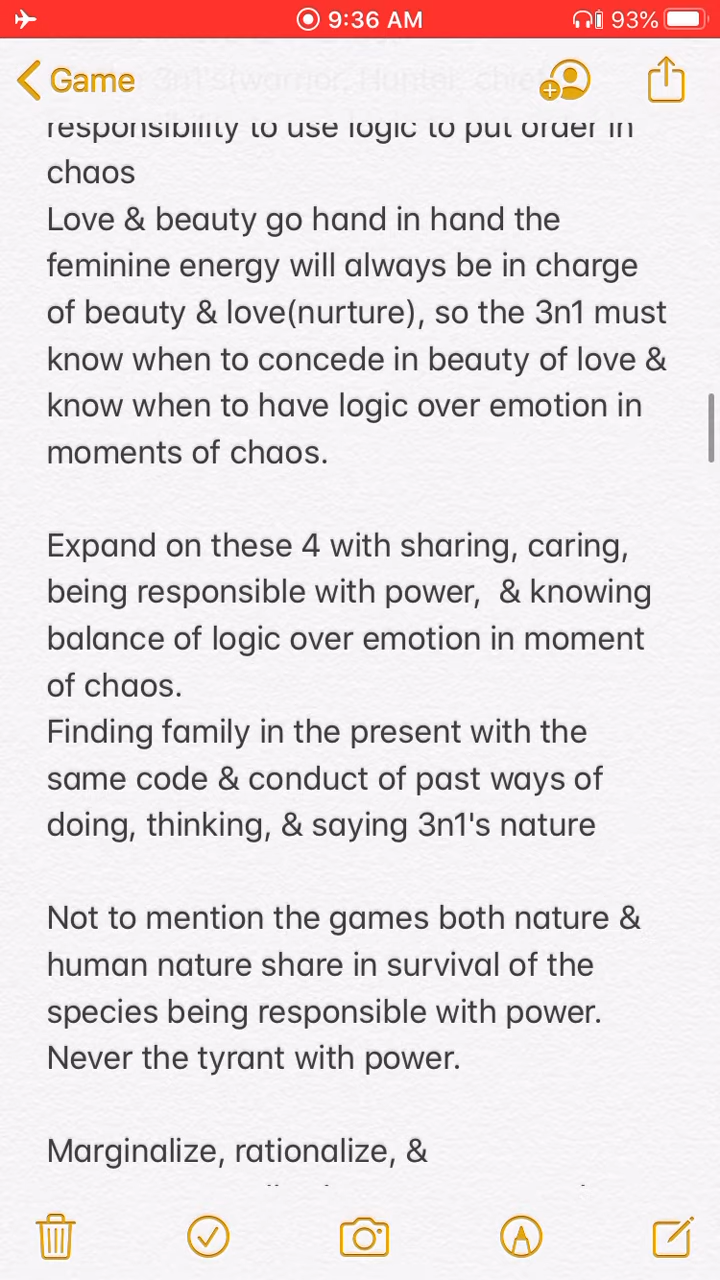 9:36 AM
93%
Game
3n1's(warrior, Hunter, chief
responsibility to use logic to put order in
chaos
Love & beauty go hand in hand the
feminine energy will always be in charge
of beauty & love(nurture), so the 3n1 must
know when to concede in beauty of love &
know when to have logic over emotion in
moments of chaos.
Expand on these 4 with sharing, caring,
being responsible with power,  & knowing
balance of logic over emotion in moment
of chaos.
Finding family in the present with the
same code & conduct of past ways of
doing, thinking, & saying 3n1's nature
Not to mention the games both nature &
human nature share in survival of the
species being responsible with power.
Never the tyrant with power.
Marginalize, rationalize, &